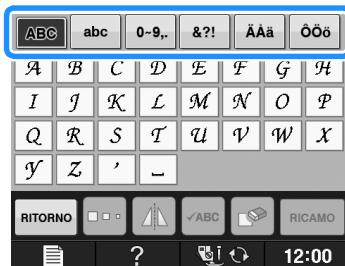 ABC abc 0~9,. &?! ÄÅä ÔÖö
A B C D E F G H
I J K L M N O P
Q R S T U V W X
Y Z ’ ⎵
RITORNO ✓ABC RICAMO
? 12:00